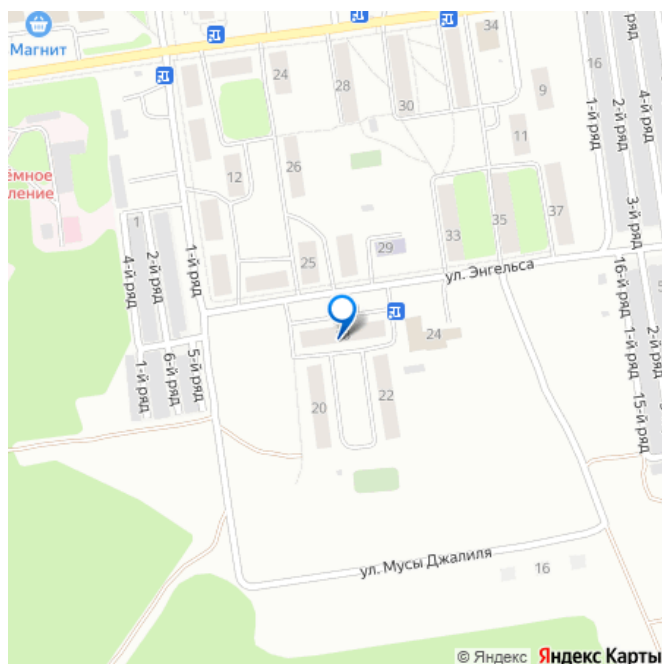 Магнит
34
24
28
30
16
9
4-й ряд
2-й ряд
1-й ряд
11
12
26
ёмное
ление
3-й ряд
1
2-й ряд
4-й ряд
1-й ряд
33
35
37
29
25
ул. Энгельса
16-й ряд
1-й ряд
2-й ряд
15-й ряд
24
1-й ряд
6-й ряд
5-й ряд
20
22
ул. Мусы Джалиля
16
© Яндекс Яндекс Карты